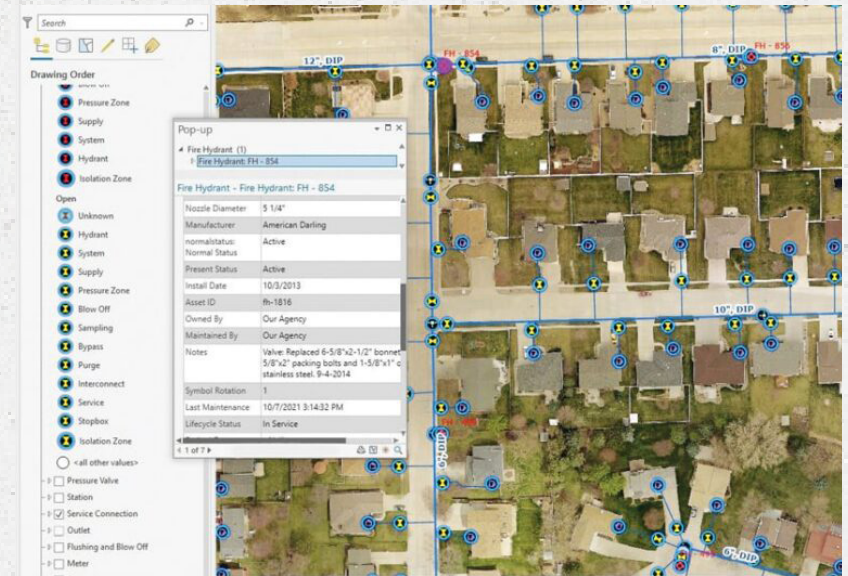 Search
Drawing Order
Blow Off
Pressure Zone
Supply
System
Hydrant
Isolation Zone
Open
Unknown
Hydrant
System
Supply
Pressure Zone
Blow Off
Sampling
Bypass
Purge
Interconnect
Service
Stopbox
Isolation Zone
<all other values>
Pressure Valve
Station
Service Connection
Outlet
Flushing and Blow Off
Meter
Pop-up
Fire Hydrant (1)
Fire Hydrant: FH - 854
Fire Hydrant - Fire Hydrant: FH - 854
Nozzle Diameter 5 1/4"
Manufacturer American Darling
normalstatus: Active
Normal Status
Present Status Active
Install Date 10/3/2013
Asset ID fh-1816
Owned By Our Agency
Maintained By Our Agency
Notes Valve: Replaced 6-5/8"x2-1/2" bonnet
5/8"x2" packing bolts and 1-5/8"x1"
stainless steel. 9-4-2014
Symbol Rotation 1
Last Maintenance 10/7/2021 3:14:32 PM
Lifecycle Status In Service
1 of 7
12", DIP
FH - 854
8", DIP
FH - 856
10", DIP
6", DIP
6", DIP